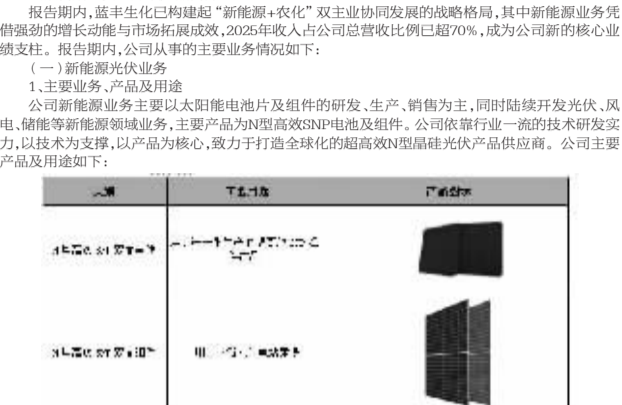 报告期内，蓝丰生化已构建起“新能源+农化”双主业协同发展的战略格局，其中新能源业务凭
借强劲的增长动能与市场拓展成效，2025年收入占公司总营收比例已超70%，成为公司新的核心业
绩支柱。报告期内，公司从事的主要业务情况如下：
（一）新能源光伏业务
1、主要业务、产品及用途
公司新能源业务主要以太阳能电池片及组件的研发、生产、销售为主，同时陆续开发光伏、风
电、储能等新能源领域业务，主要产品为N型高效SNP电池及组件。公司依靠行业一流的技术研发实
力，以技术为支撑，以产品为核心，致力于打造全球化的超高效N型晶硅光伏产品供应商。公司主要
产品及用途如下：